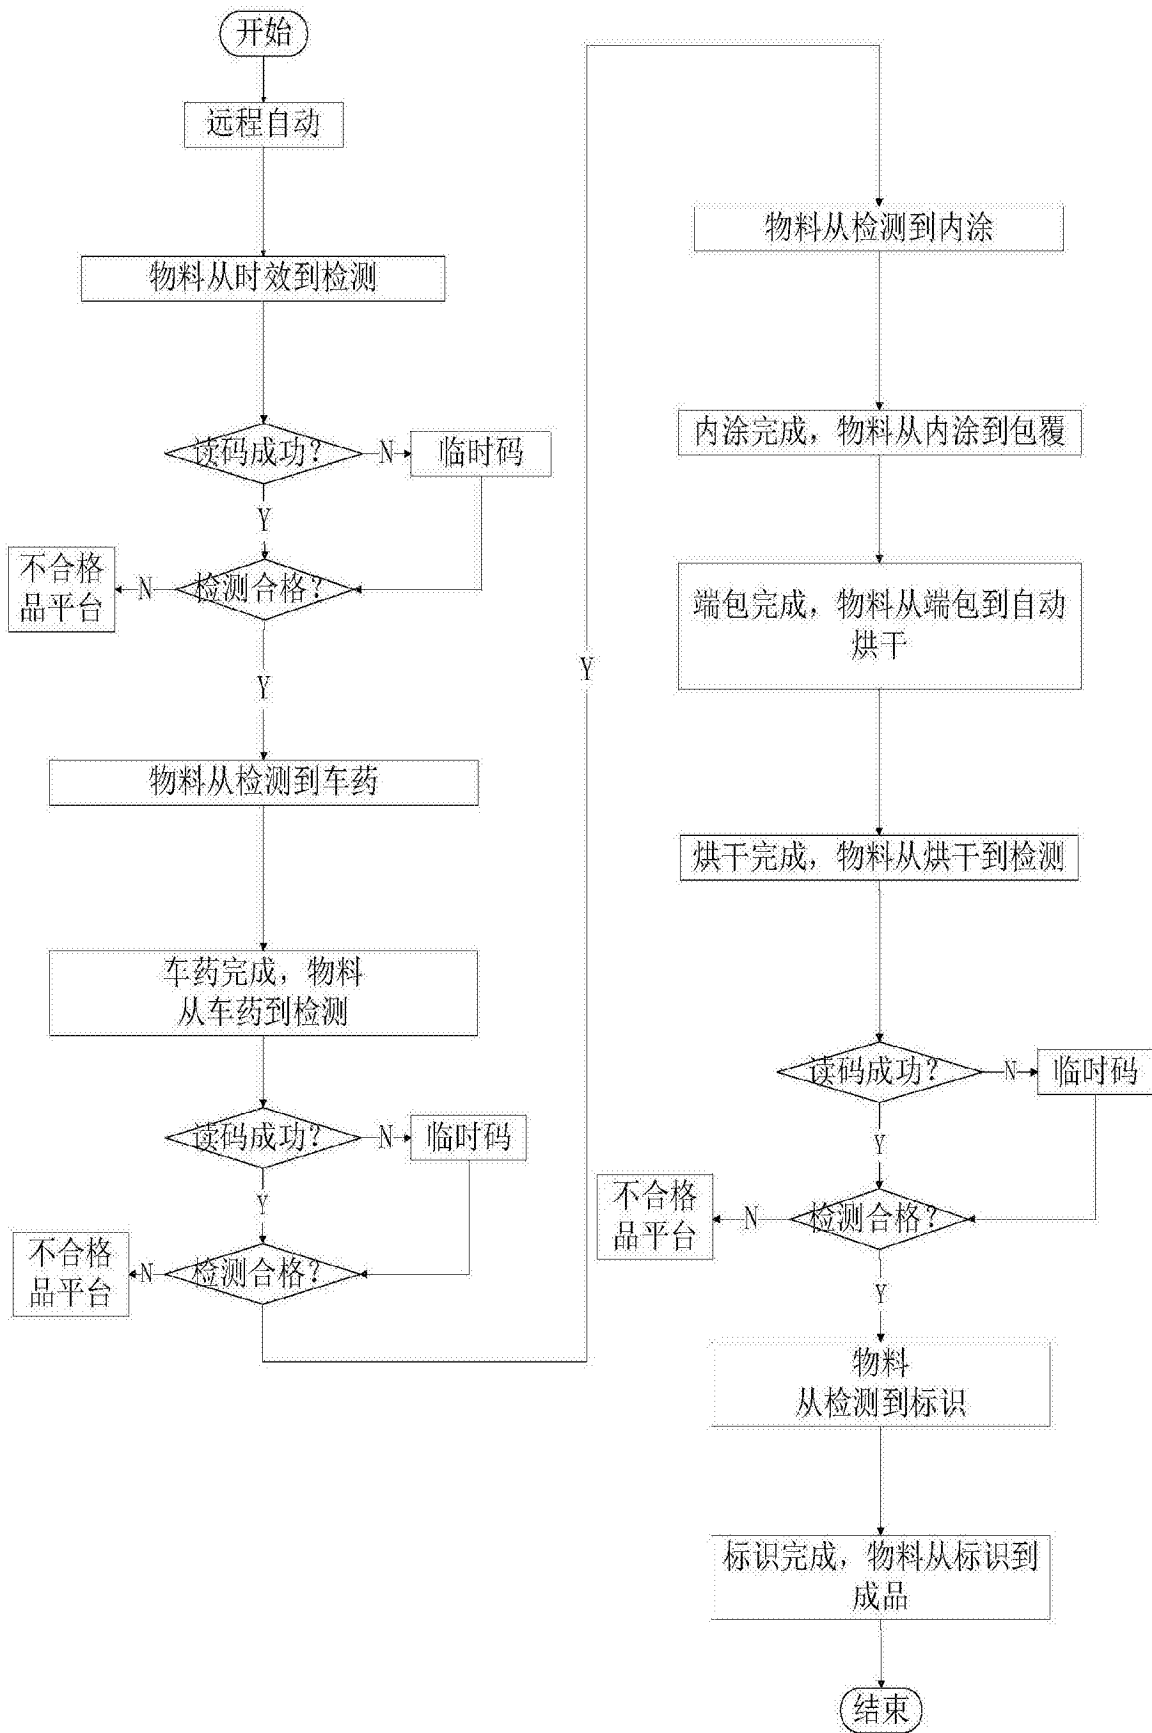 开始
远程自动
物料从时效到检测
读码成功?
N
临时码
Y
不合格
品平台
N
检测合格?
Y
物料从检测到车药
车药完成，物料
从车药到检测
读码成功?
N
临时码
Y
不合格
品平台
N
检测合格?
Y
物料从检测到内涂
内涂完成，物料从内涂到包覆
端包完成，物料从端包到自动
烘干
烘干完成，物料从烘干到检测
读码成功?
N
临时码
Y
不合格
品平台
N
检测合格?
Y
物料
从检测到标识
标识完成，物料从标识到
成品
结束